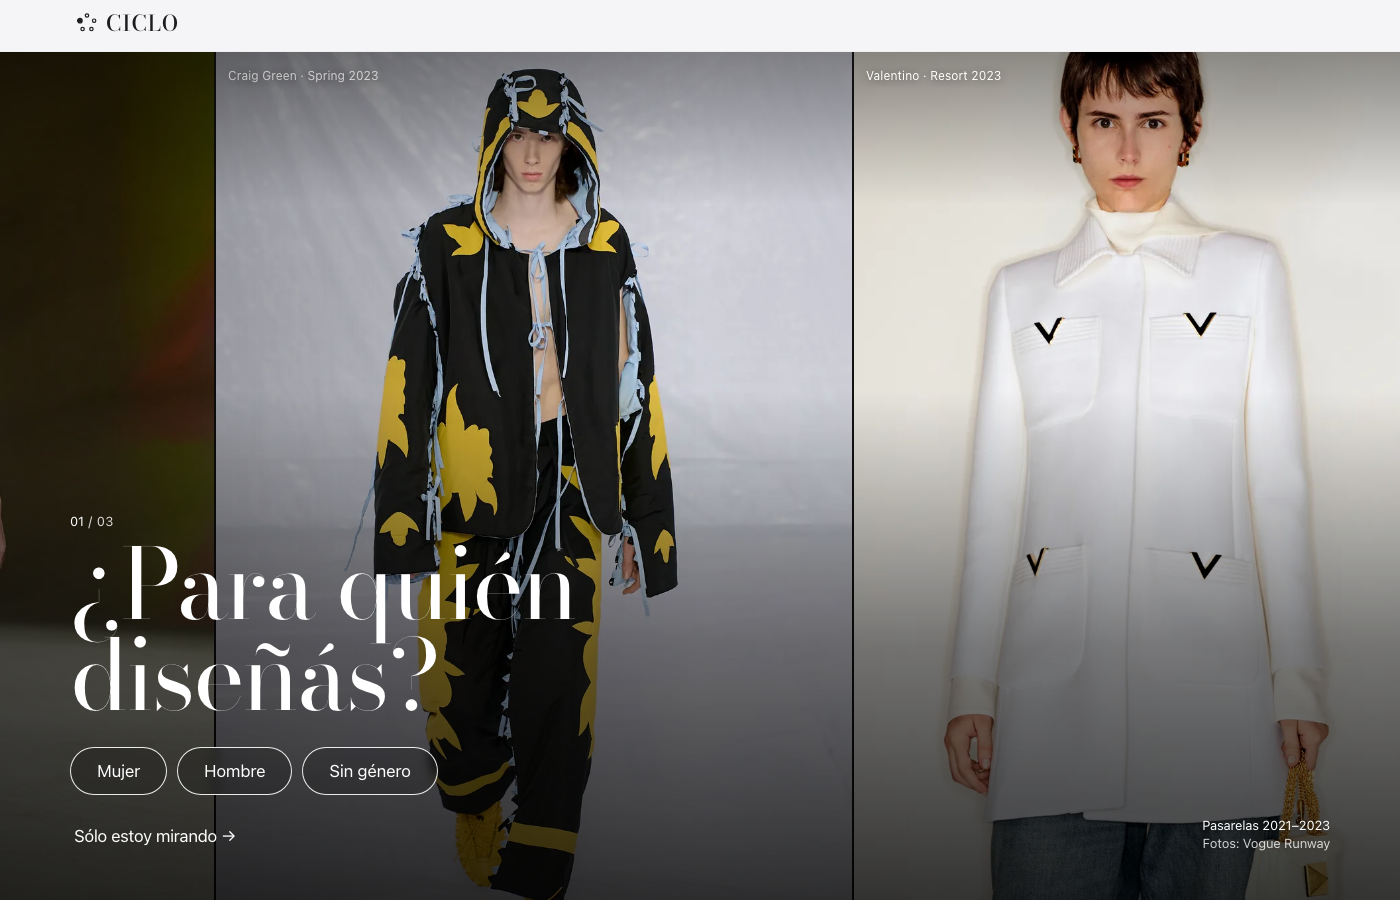 CICLO
Craig Green · Spring 2023
Valentino · Resort 2023
01 / 03
¿Para quién
diseñás?
Mujer
Hombre
Sin género
Sólo estoy mirando →
Pasarelas 2021–2023
Fotos: Vogue Runway